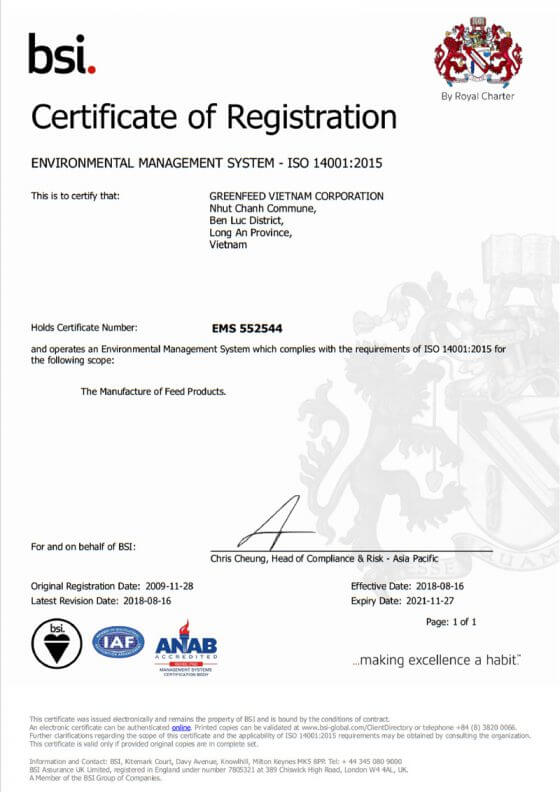 bsi.
By Royal Charter
Certificate of Registration
ENVIRONMENTAL MANAGEMENT SYSTEM - ISO 14001:2015
This is to certify that:
GREENFEED VIETNAM CORPORATION
Nhut Chanh Commune,
Ben Luc District,
Long An Province,
Vietnam
Holds Certificate Number:
EMS 552544
and operates an Environmental Management System which complies with the requirements of ISO 14001:2015 for
the following scope:
The Manufacture of Feed Products.
For and on behalf of BSI:
Chris Cheung, Head of Compliance & Risk - Asia Pacific
Original Registration Date: 2009-11-28
Effective Date: 2018-08-16
Latest Revision Date: 2018-08-16
Expiry Date: 2021-11-27
Page: 1 of 1
bsi.
IAF
ANAB
ACCREDITED
MANAGEMENT SYSTEMS
CERTIFICATION BODY
...making excellence a habit.™
This certificate was issued electronically and remains the property of BSI and is bound by the conditions of contract.
An electronic certificate can be authenticated online. Printed copies can be validated at www.bsi-global.com/ClientDirectory or telephone +84 (8) 3820 0066.
Further clarifications regarding the scope of this certificate and the applicability of ISO 14001:2015 requirements may be obtained by consulting the organization.
This certificate is valid only if provided original copies are in complete set.
Information and Contact: BSI, Kitemark Court, Davy Avenue, Knowlhill, Milton Keynes MK5 8PP. Tel: + 44 345 080 9000
BSI Assurance UK Limited, registered in England under number 7805321 at 389 Chiswick High Road, London W4 4AL, UK.
A Member of the BSI Group of Companies.